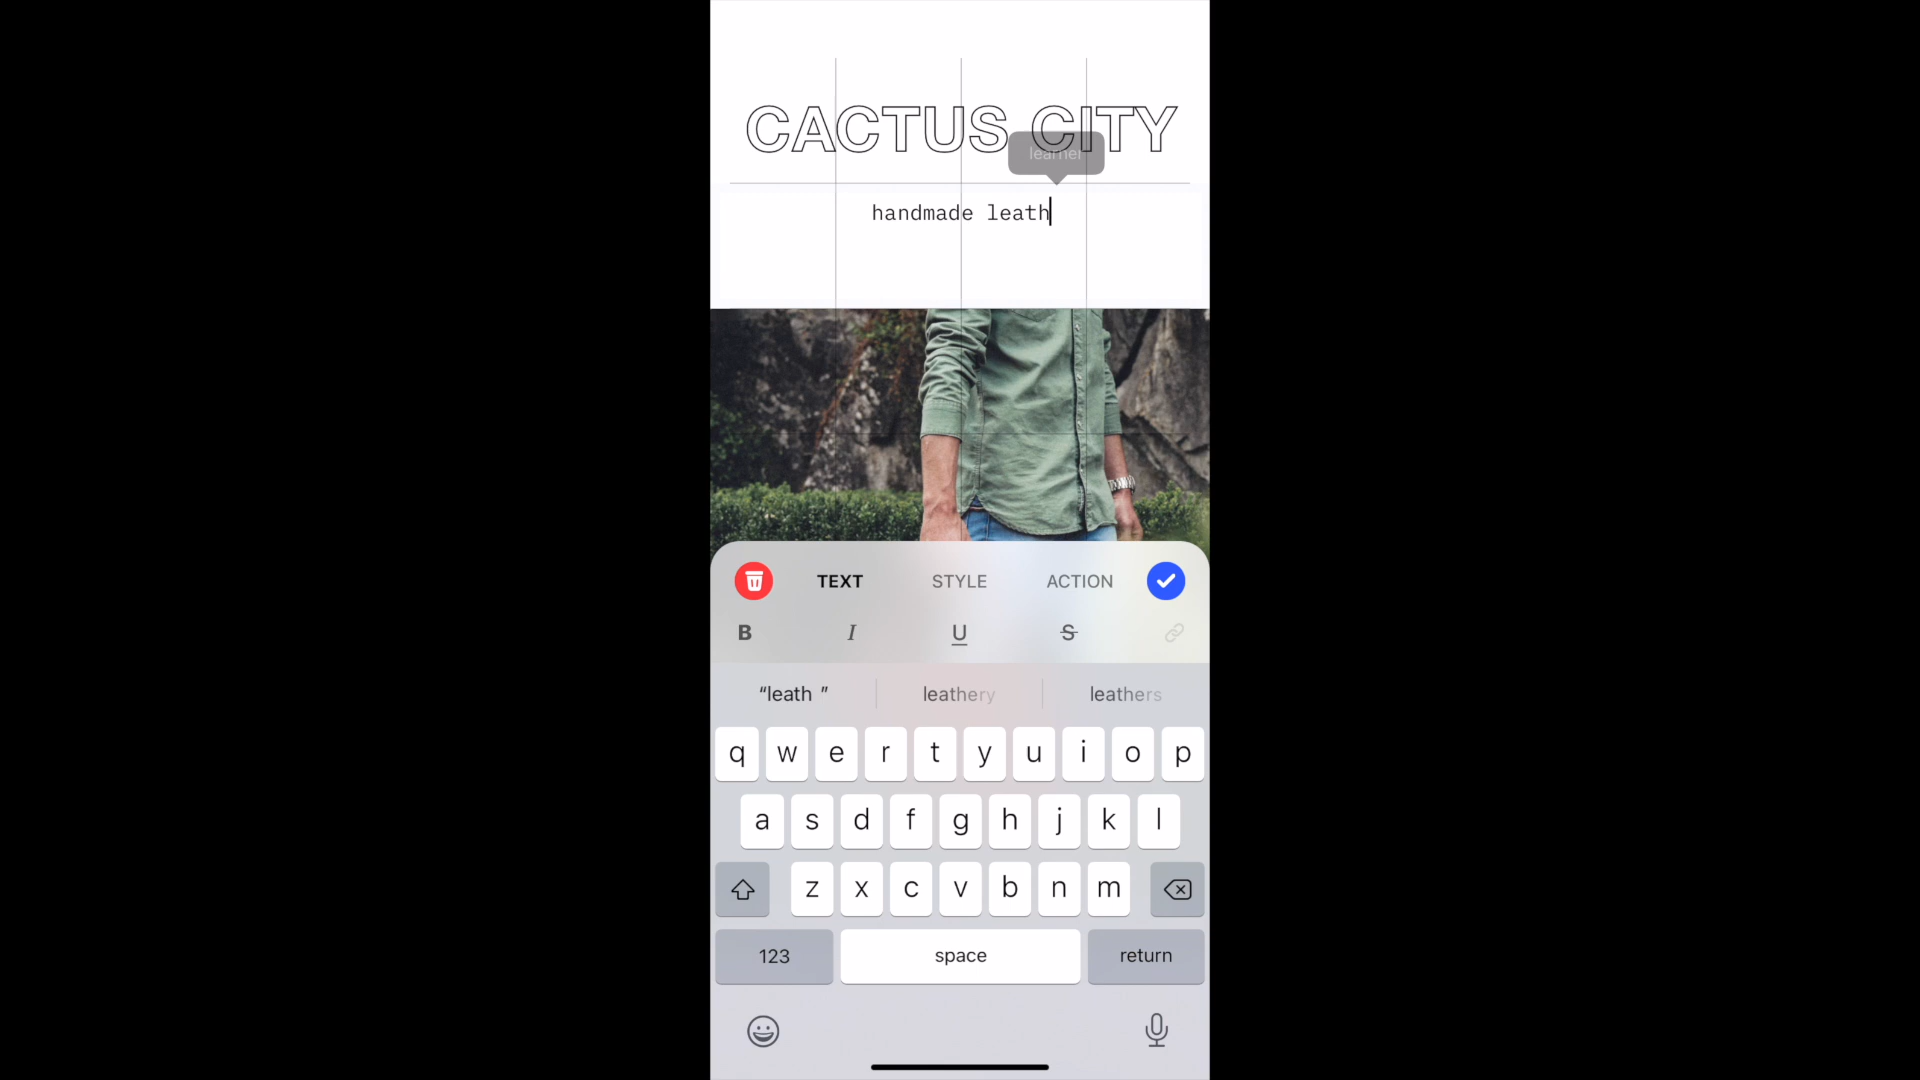 CACTUS CITY
learner
handmade leath
TEXT STYLE ACTION
B I U S
“leath ” leathery leathers
q w e r t y u i o p
a s d f g h j k l
z x c v b n m
123 space return